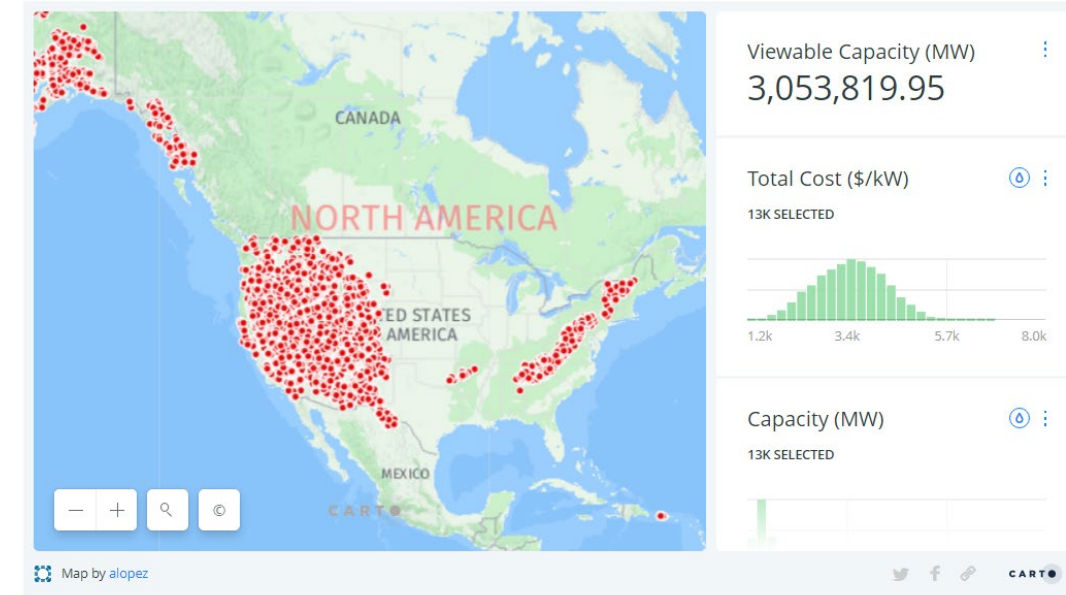 CANADA
NORTH AMERICA
ED STATES
AMERICA
MEXICO
CARTO
Viewable Capacity (MW)
3,053,819.95
Total Cost ($/kW)
13K SELECTED
1.2k 3.4k 5.7k 8.0k
Capacity (MW)
13K SELECTED
Map by alopez
CARTO